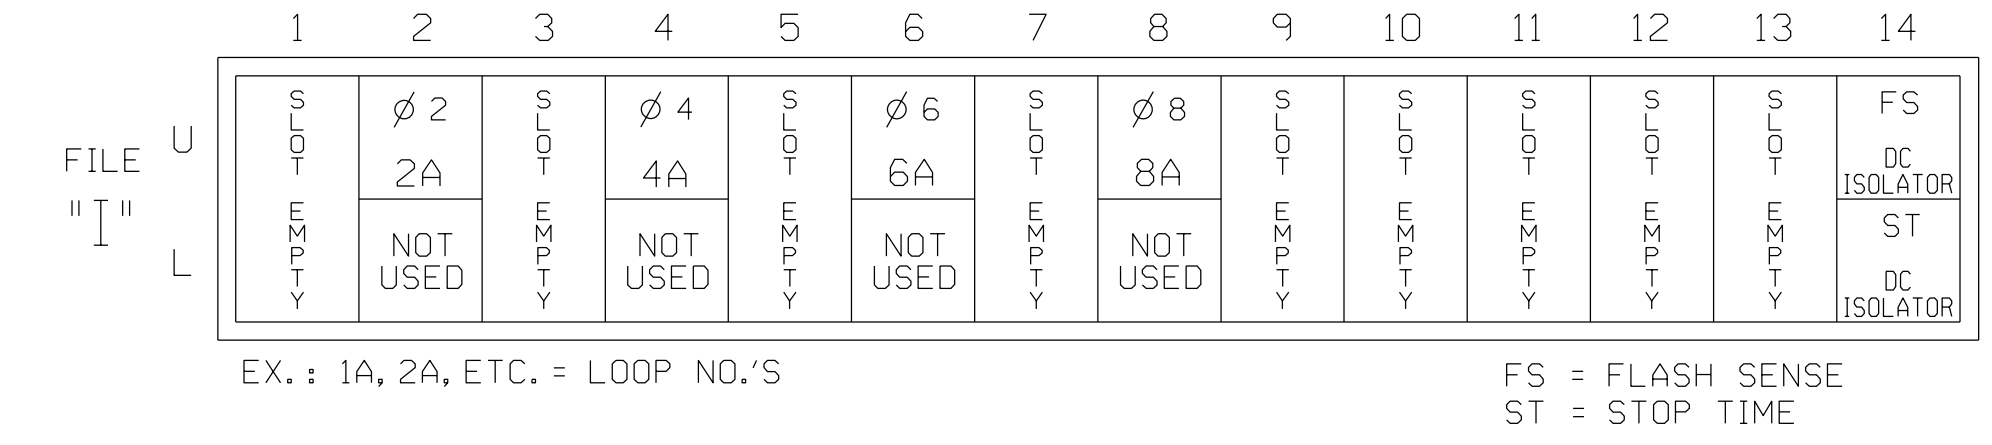 1 2 3 4 5 6 7 8 9 10 11 12 13 14
FILE
"I"
U
L
SLOT EMPTY
Ø 2
2A
NOT
USED
SLOT EMPTY
Ø 4
4A
NOT
USED
SLOT EMPTY
Ø 6
6A
NOT
USED
SLOT EMPTY
Ø 8
8A
NOT
USED
SLOT EMPTY
SLOT EMPTY
SLOT EMPTY
SLOT EMPTY
SLOT EMPTY
FS
DC
ISOLATOR
ST
DC
ISOLATOR
EX.: 1A, 2A, ETC. = LOOP NO.'S
FS = FLASH SENSE
ST = STOP TIME